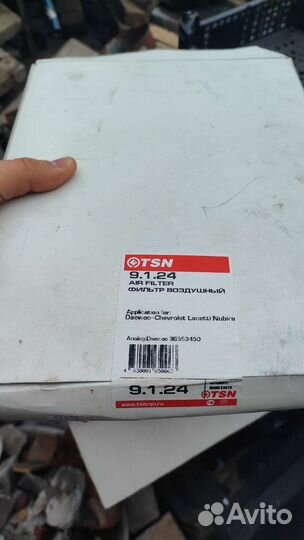 TSN
9.1.24
AIR FILTER
ФИЛЬТР ВОЗДУШНЫЙ
Application for:
Daewoo-Chevrolet Lacetti Nubira
Analog:Daewoo 96553450
9.1.24
TSN
www.tsitron.ru
Avito